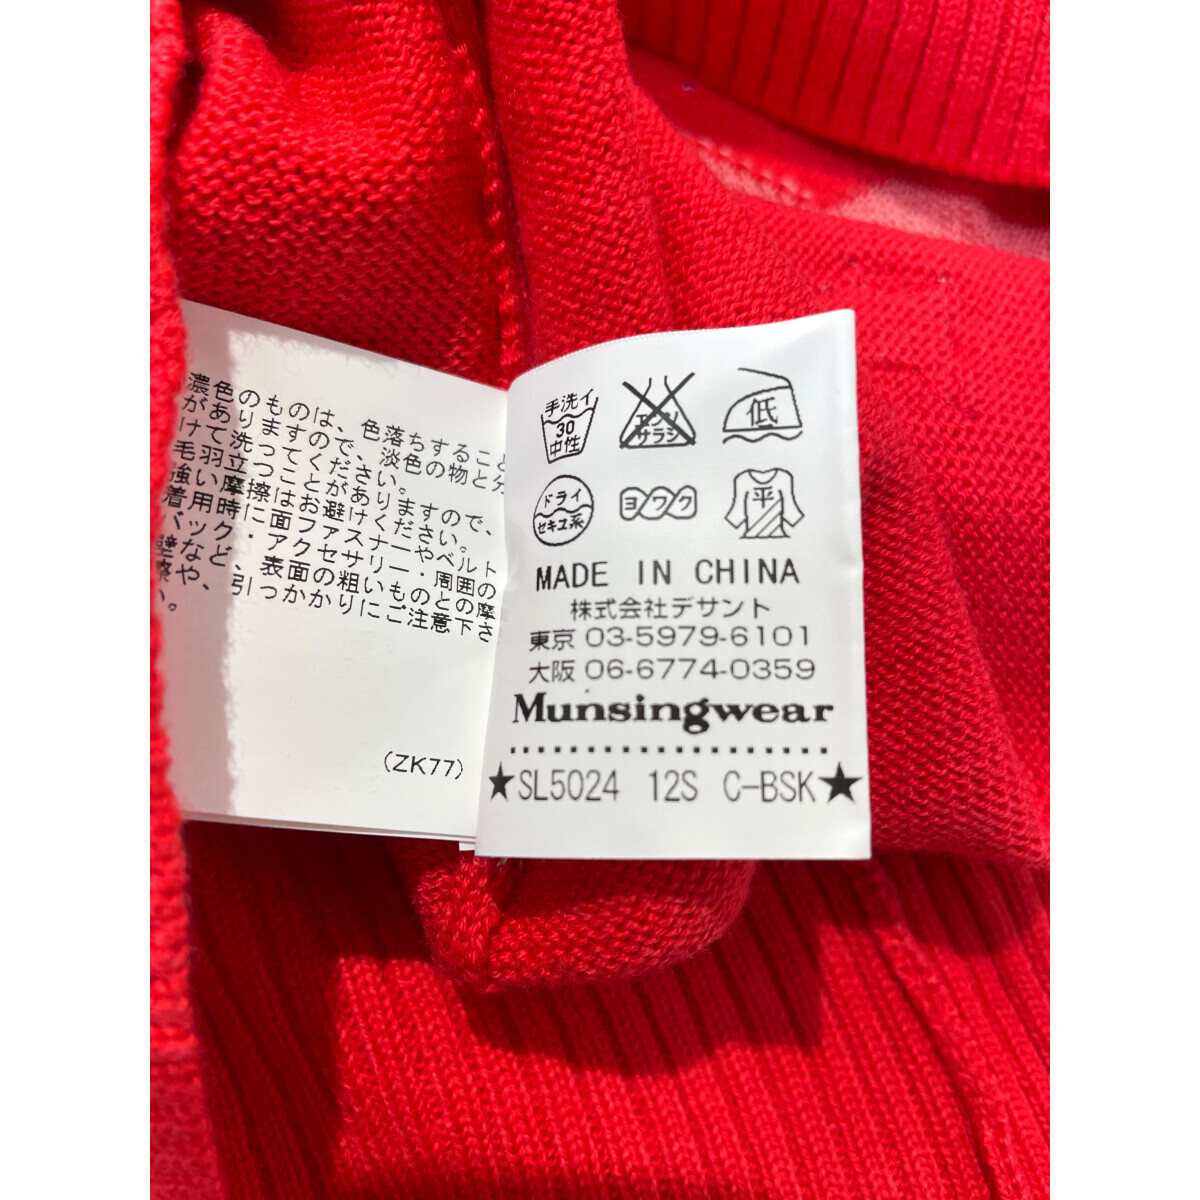 濃色のものは、色落ちすること
がありますので、淡色の物と分
けて洗ってください。
毛羽立つことがありますので、
強い摩擦はお避けください。
着用時に面ファスナーやベルト
バック・アクセサリー・周囲の
壁など、表面の粗いものとの摩
擦や、引っかかりにご注意下さ
い。
(ZK77)
手洗イ
30
中性
エンソ
サラシ
低
ドライ
セキユ系
ヨワク
平
MADE IN CHINA
株式会社デサント
東京 03-5979-6101
大阪 06-6774-0359
Munsingwear
★SL5024 12S C-BSK★